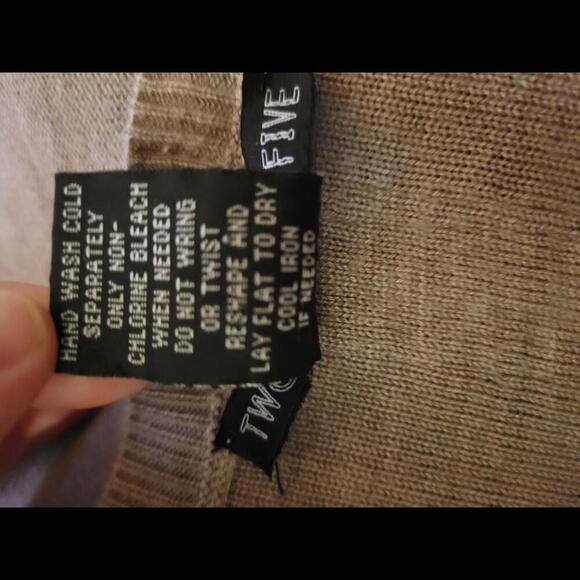 HAND WASH COLD
SEPARATELY
ONLY NON-
CHLORINE BLEACH
WHEN NEEDED
DO NOT WRING
OR TWIST
RESHAPE AND
LAY FLAT TO DRY
COOL IRON
IF NEEDED
TWO FIVE